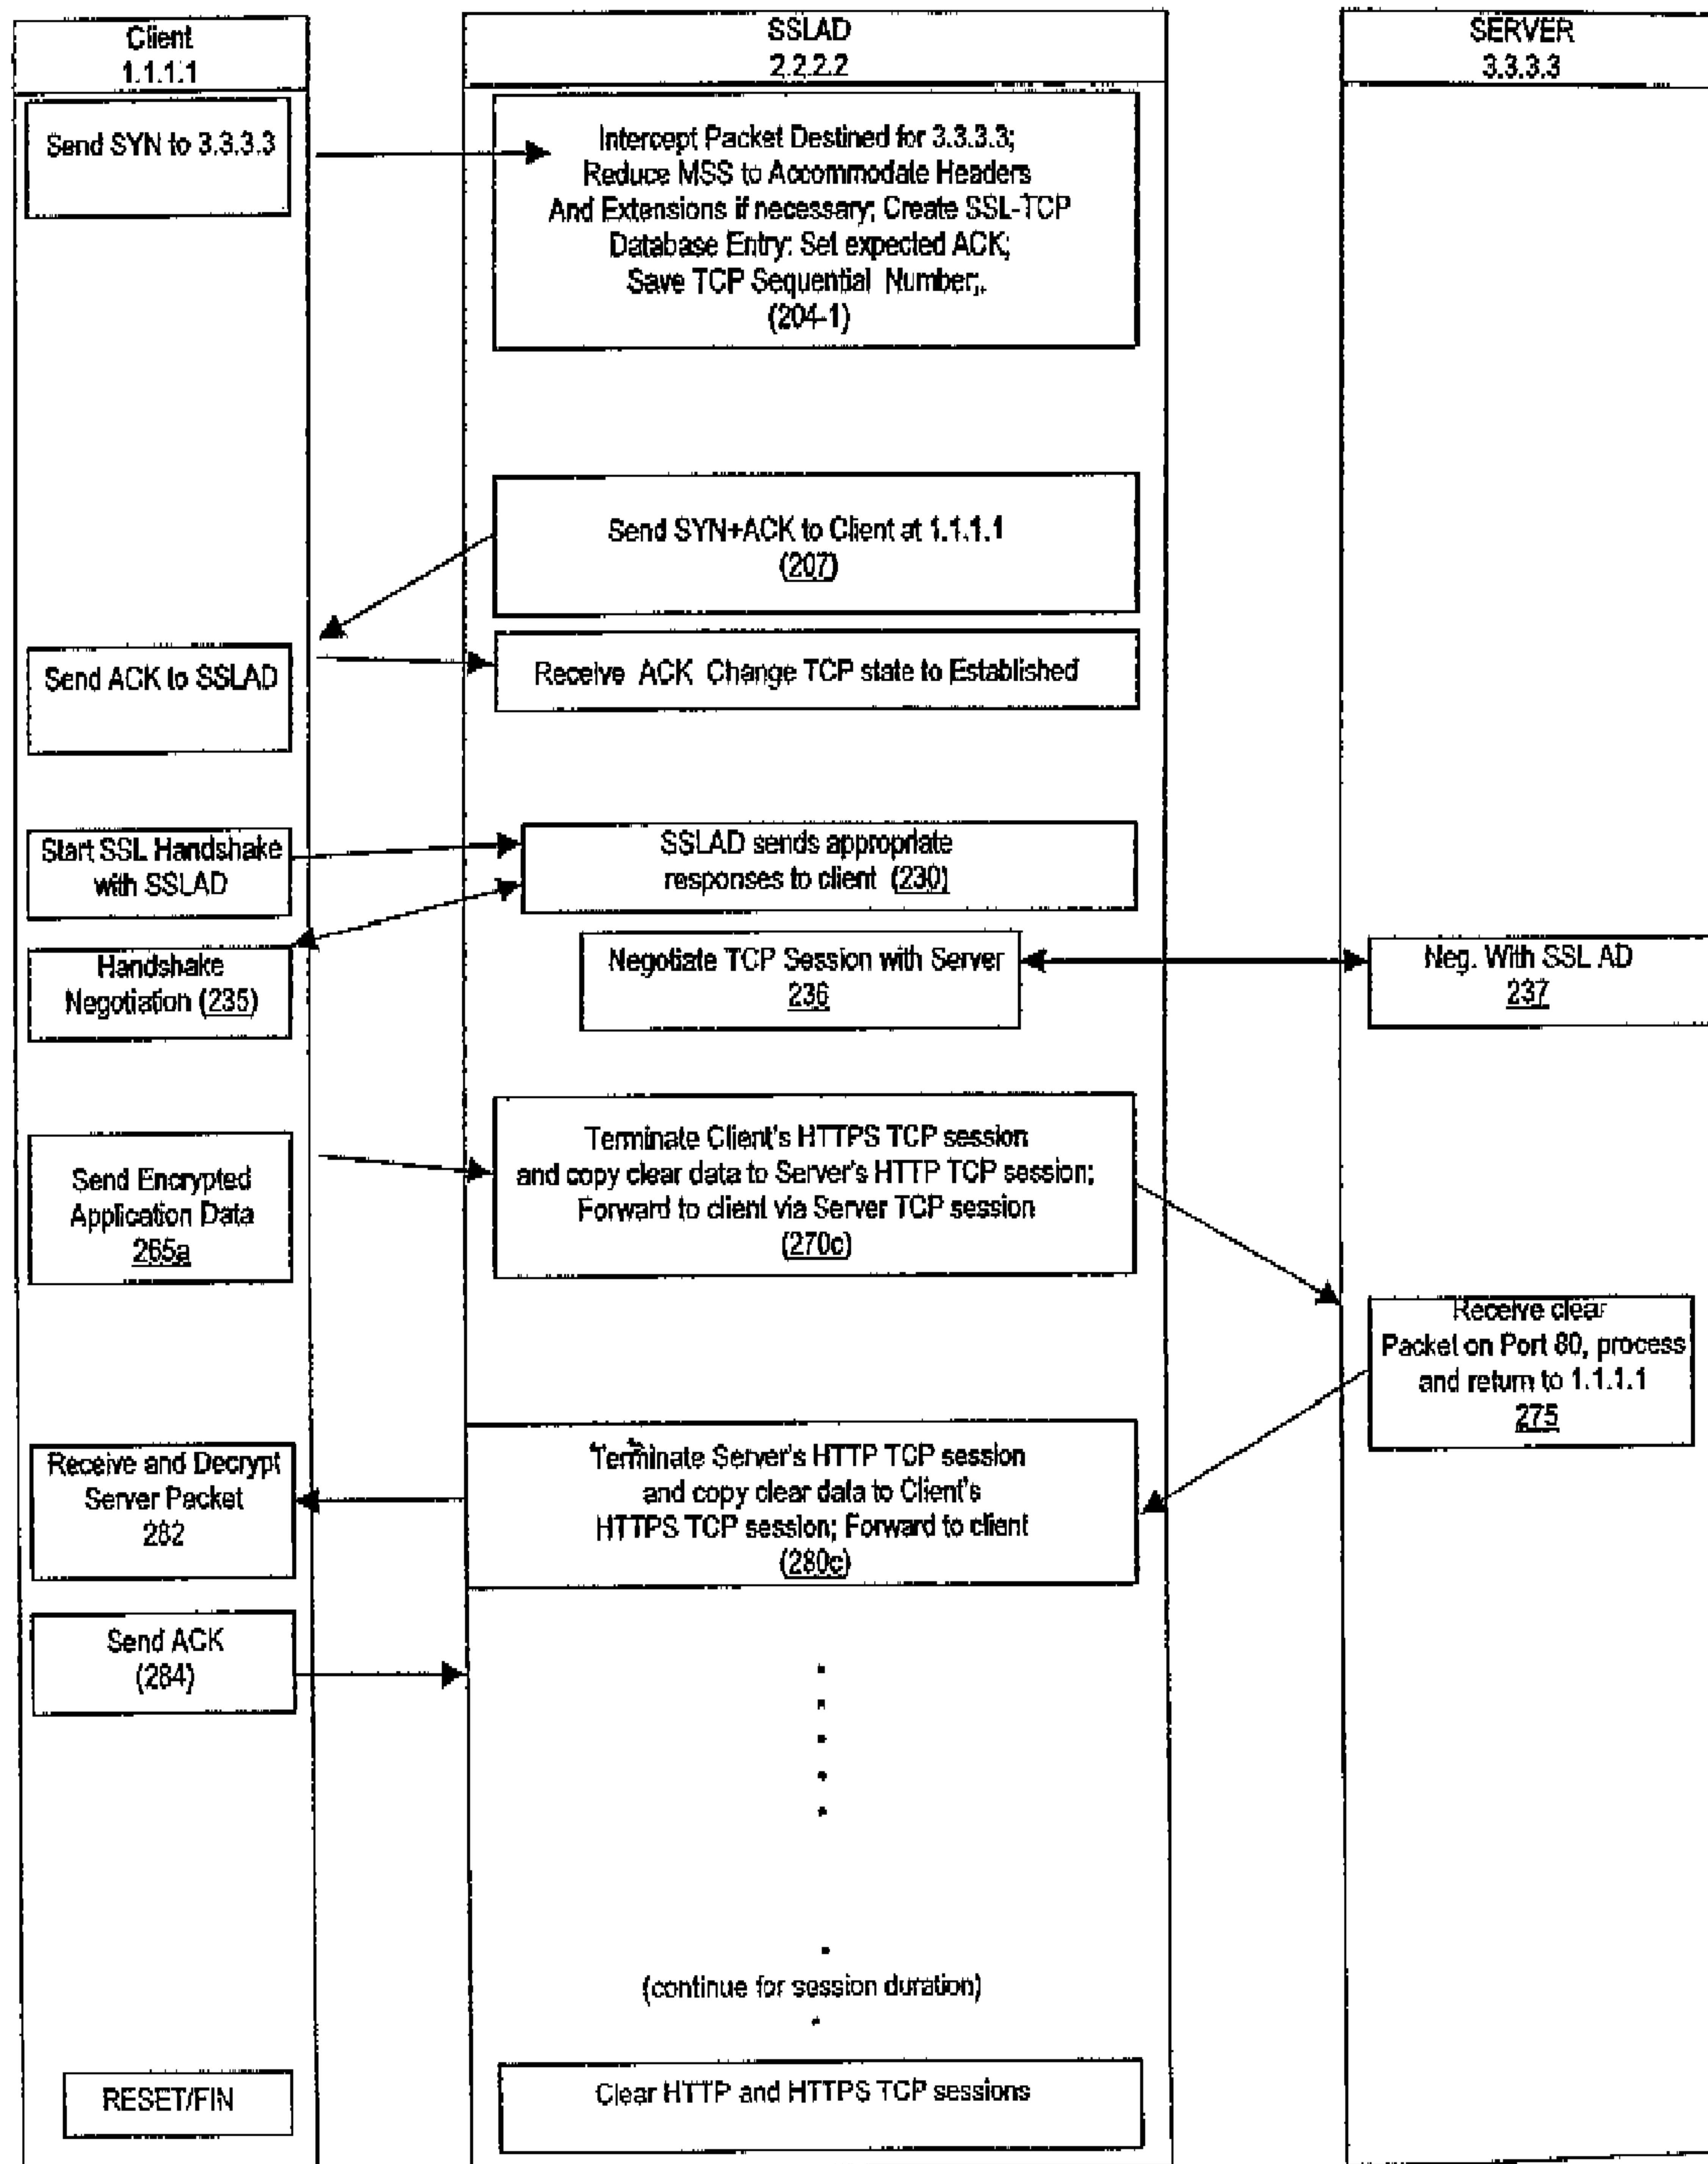 Client
1.1.1.1
SSLAD
2.2.2.2
SERVER
3.3.3.3
Send SYN to 3.3.3.3
Intercept Packet Destined for 3.3.3.3;
Reduce MSS to Accommodate Headers
And Extensions if necessary; Create SSL-TCP
Database Entry: Set expected ACK;
Save TCP Sequential Number;.
(204-1)
Send SYN+ACK to Client at 1.1.1.1
(207)
Send ACK to SSLAD
Receive ACK Change TCP state to Established
Start SSL Handshake
with SSLAD
SSLAD sends appropriate
responses to client (230)
Handshake
Negotiation (235)
Negotiate TCP Session with Server
236
Neg. With SSL AD
237
Send Encrypted
Application Data
265a
Terminate Client's HTTPS TCP session
and copy clear data to Server's HTTP TCP session;
Forward to client via Server TCP session
(270c)
Receive clear
Packet on Port 80, process
and return to 1.1.1.1
275
Receive and Decrypt
Server Packet
282
Terminate Server's HTTP TCP session
and copy clear data to Client's
HTTPS TCP session; Forward to client
(280c)
Send ACK
(284)
(continue for session duration)
RESET/FIN
Clear HTTP and HTTPS TCP sessions